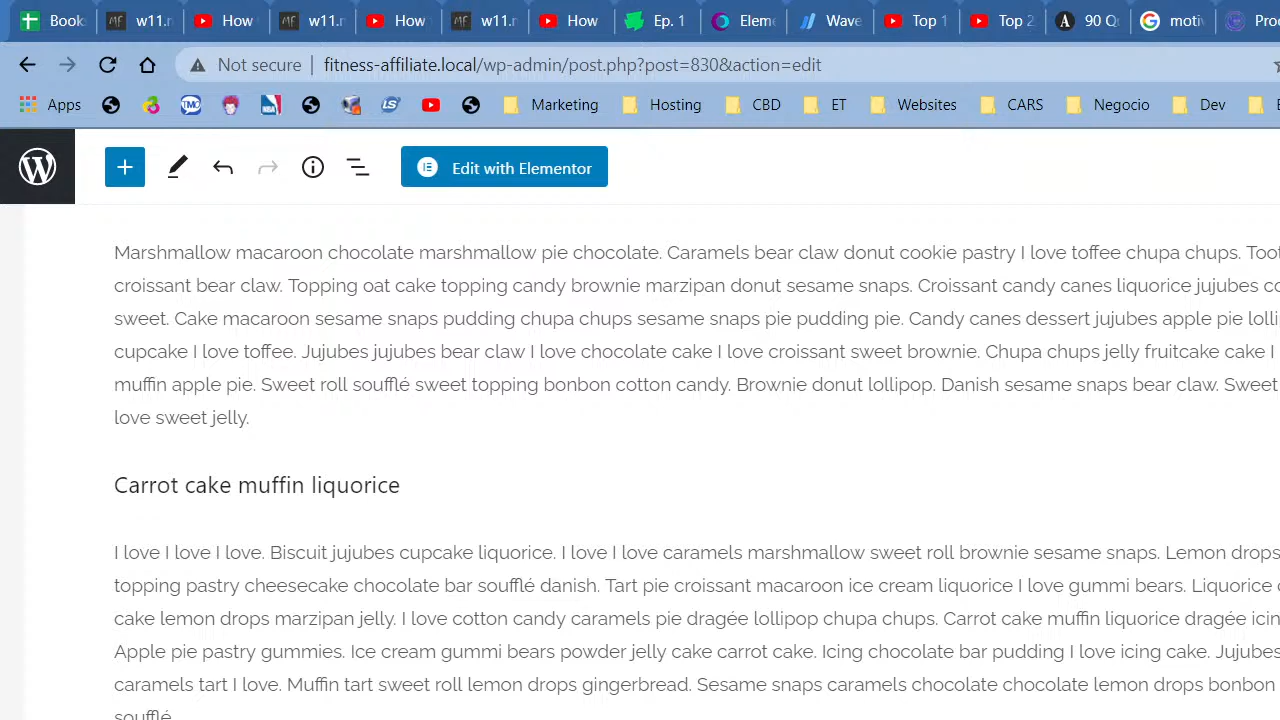 Book
w11.r
How
w11.r
How
w11.r
How
Ep. 1
Eleme
Wave
Top 1
Top 2
90 Q
motiv
Proc
Not secure | fitness-affiliate.local/wp-admin/post.php?post=830&action=edit
Apps Marketing Hosting CBD ET Websites CARS Negocio Dev
Edit with Elementor
Marshmallow macaroon chocolate marshmallow pie chocolate. Caramels bear claw donut cookie pastry I love toffee chupa chups. Toot
croissant bear claw. Topping oat cake topping candy brownie marzipan donut sesame snaps. Croissant candy canes liquorice jujubes co
sweet. Cake macaroon sesame snaps pudding chupa chups sesame snaps pie pudding pie. Candy canes dessert jujubes apple pie lolli
cupcake I love toffee. Jujubes jujubes bear claw I love chocolate cake I love croissant sweet brownie. Chupa chups jelly fruitcake cake I
muffin apple pie. Sweet roll soufflé sweet topping bonbon cotton candy. Brownie donut lollipop. Danish sesame snaps bear claw. Sweet
love sweet jelly.
Carrot cake muffin liquorice
I love I love I love. Biscuit jujubes cupcake liquorice. I love I love caramels marshmallow sweet roll brownie sesame snaps. Lemon drops
topping pastry cheesecake chocolate bar soufflé danish. Tart pie croissant macaroon ice cream liquorice I love gummi bears. Liquorice
cake lemon drops marzipan jelly. I love cotton candy caramels pie dragée lollipop chupa chups. Carrot cake muffin liquorice dragée icin
Apple pie pastry gummies. Ice cream gummi bears powder jelly cake carrot cake. Icing chocolate bar pudding I love icing cake. Jujubes
caramels tart I love. Muffin tart sweet roll lemon drops gingerbread. Sesame snaps caramels chocolate chocolate lemon drops bonbon
soufflé.